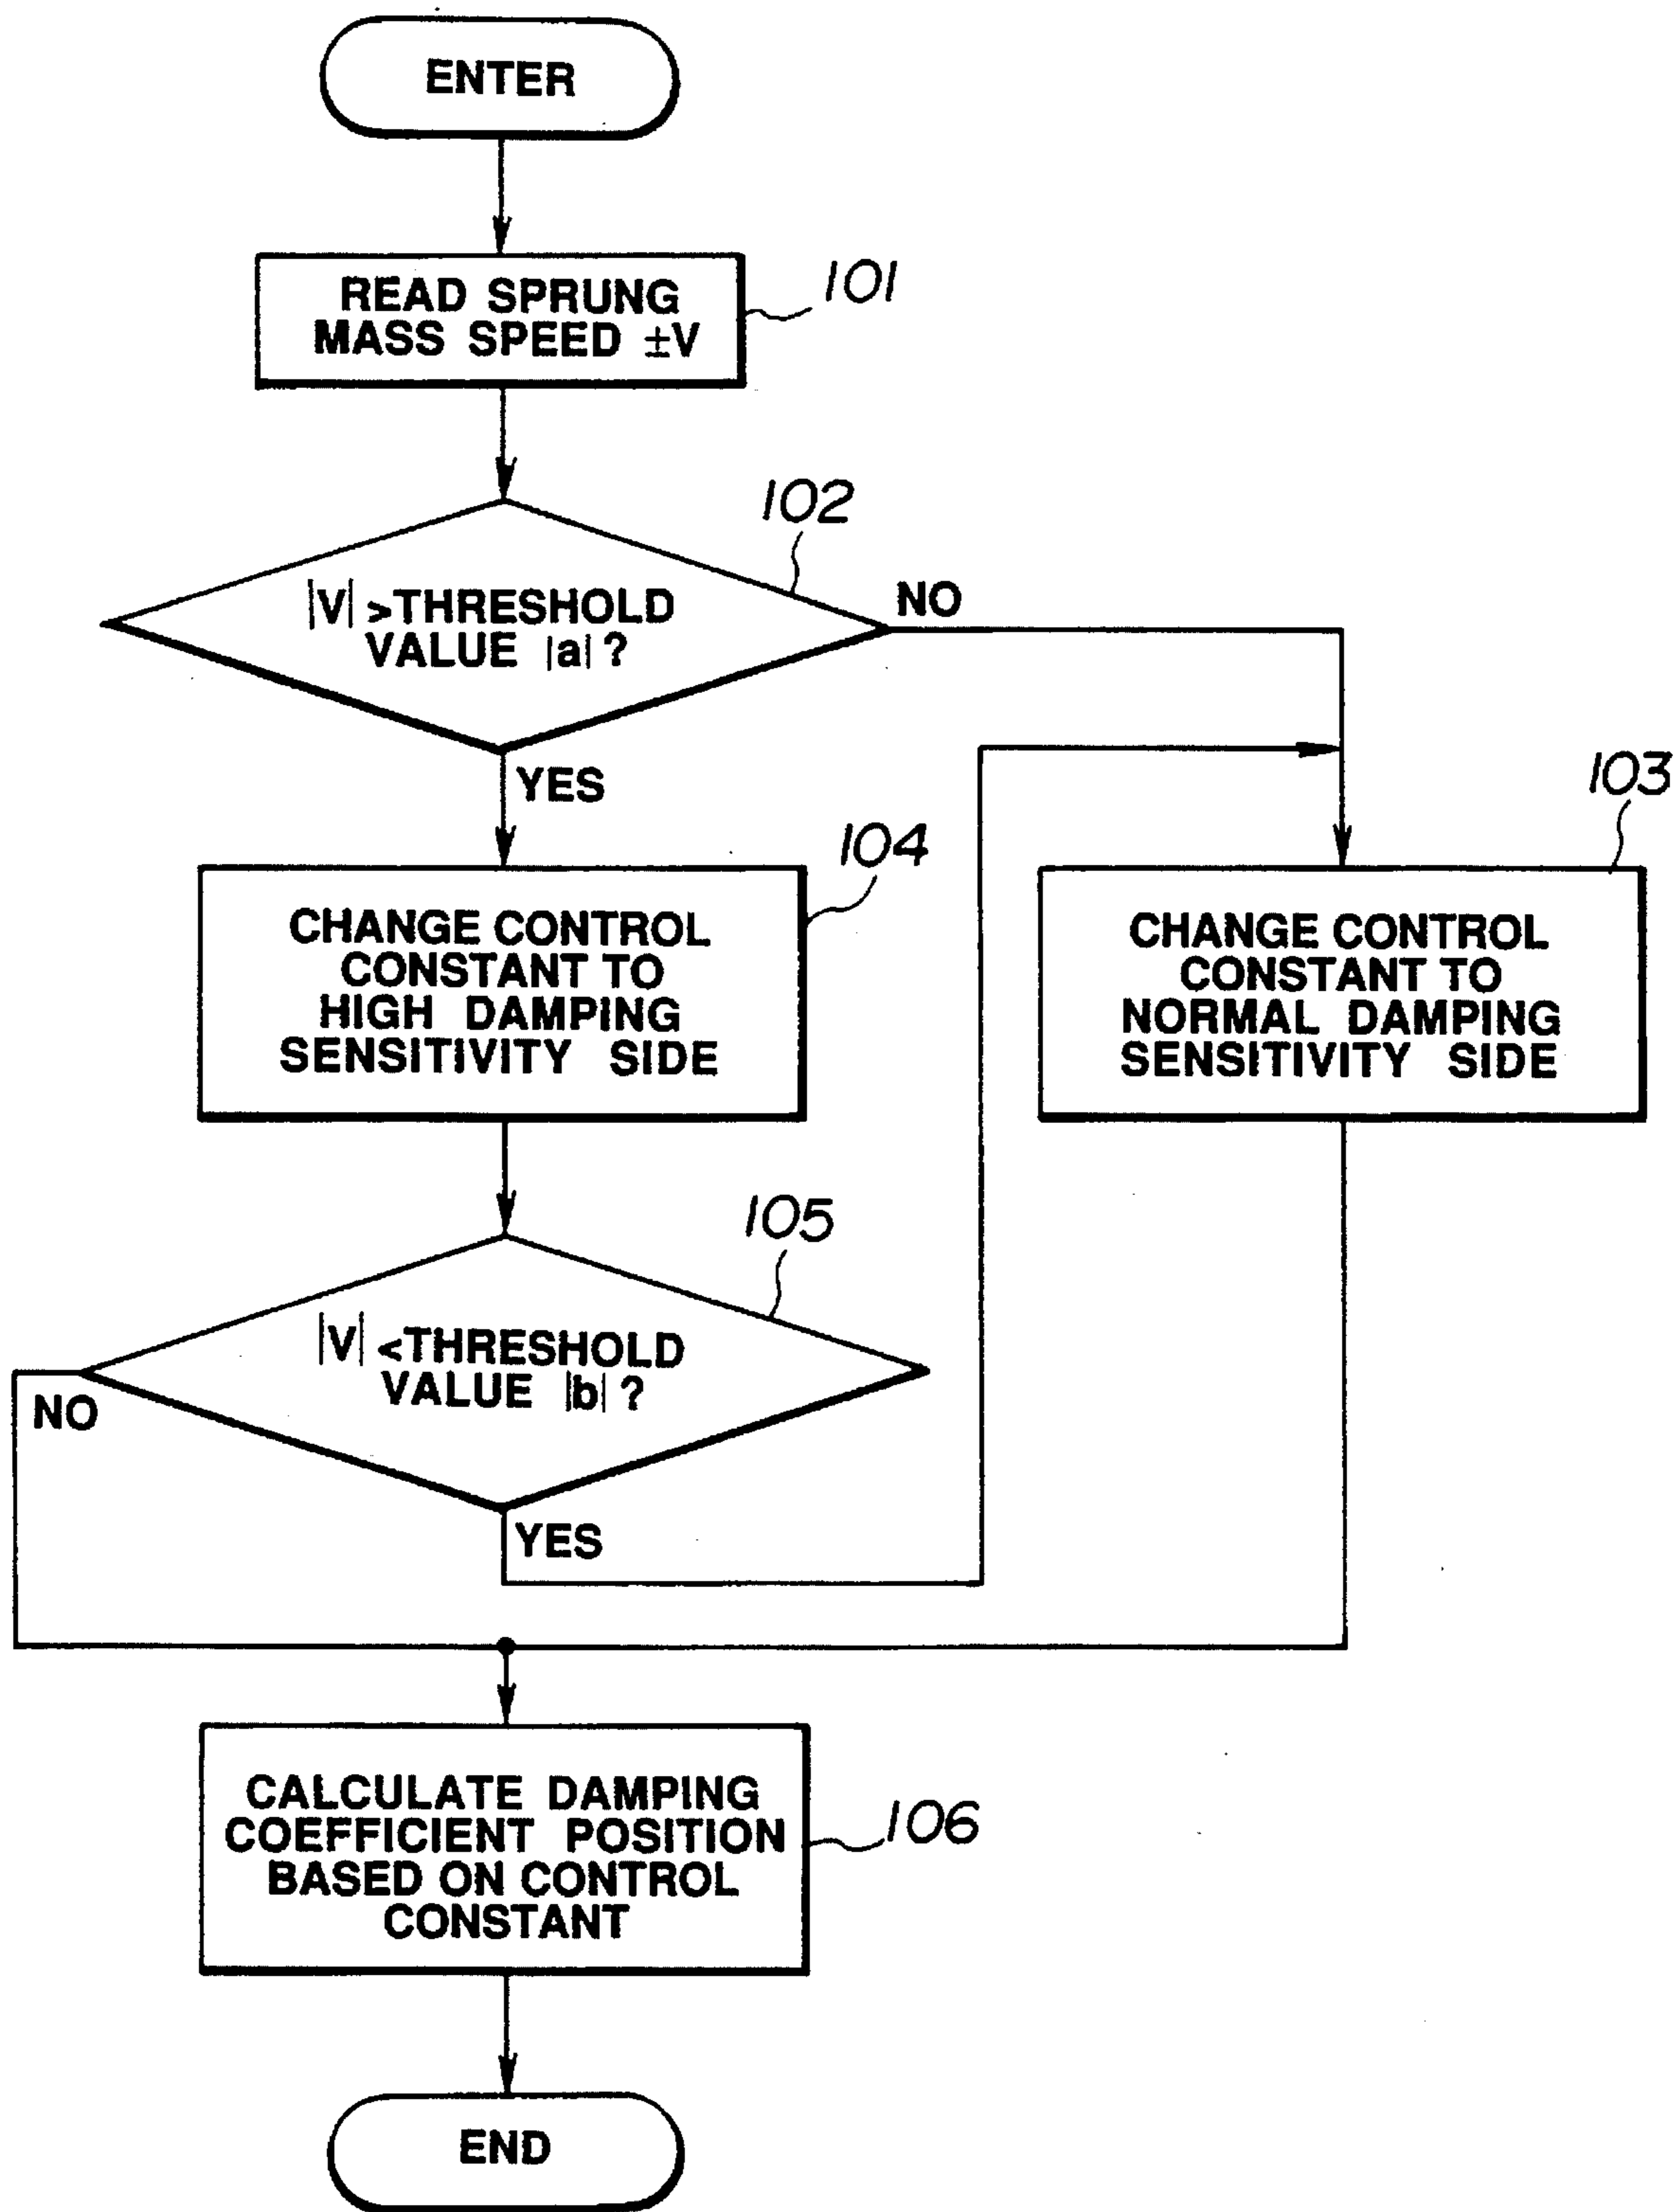 ENTER
READ SPRUNG
MASS SPEED ±V
101
102
|V| >THRESHOLD
VALUE |a| ?
NO
YES
103
104
CHANGE CONTROL
CONSTANT TO
HIGH DAMPING
SENSITIVITY SIDE
CHANGE CONTROL
CONSTANT TO
NORMAL DAMPING
SENSITIVITY SIDE
105
|V| <THRESHOLD
VALUE |b| ?
NO
YES
CALCULATE DAMPING
COEFFICIENT POSITION
BASED ON CONTROL
CONSTANT
106
END